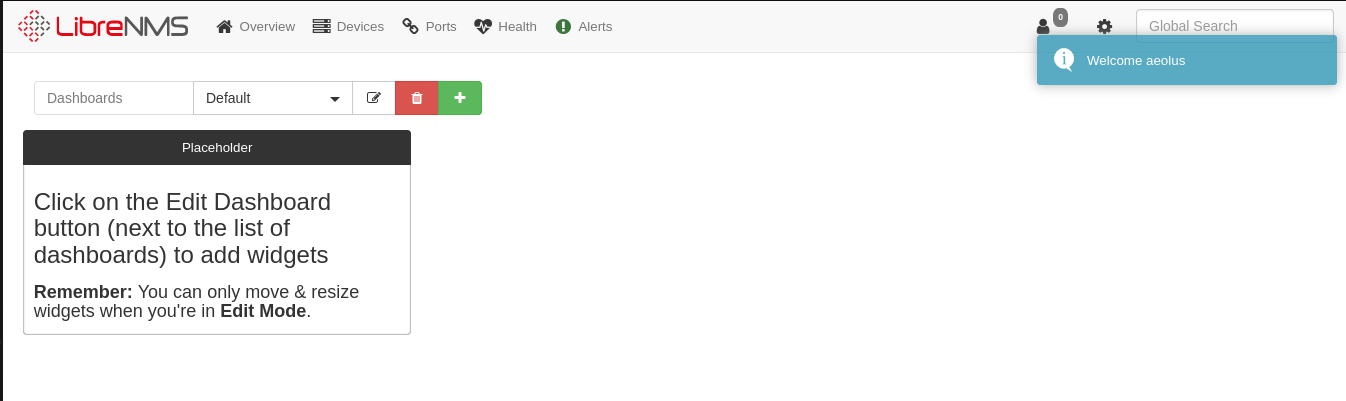 LibreNMS Overview Devices Ports Health Alerts 0 Global Search
Welcome aeolus
Dashboards Default
Placeholder
Click on the Edit Dashboard
button (next to the list of
dashboards) to add widgets
Remember: You can only move & resize
widgets when you're in Edit Mode.